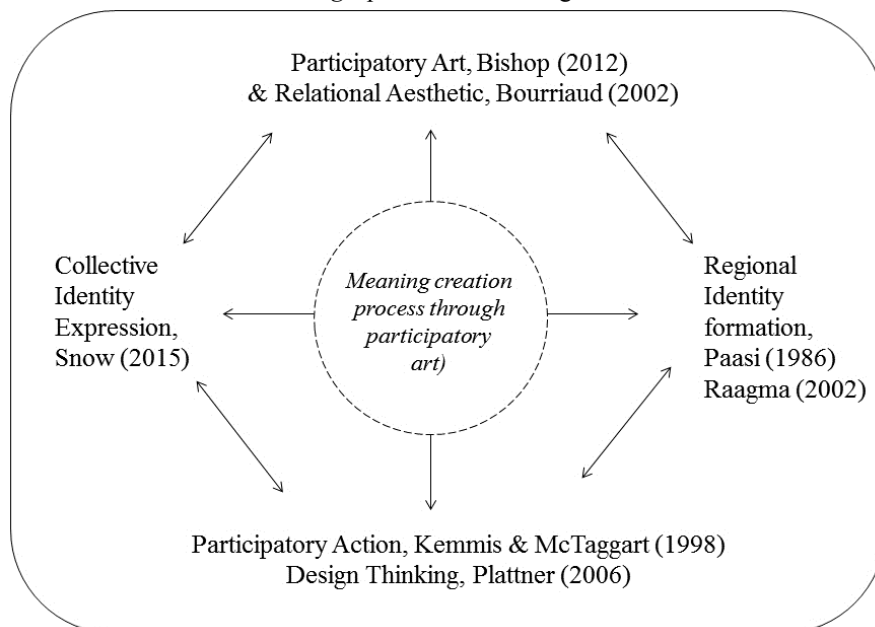 Participatory Art, Bishop (2012)
& Relational Aesthetic, Bourriaud (2002)
Collective
Identity
Expression,
Snow (2015)
Meaning creation
process through
participatory
art)
Regional
Identity
formation,
Paasi (1986)
Raagma (2002)
Participatory Action, Kemmis & McTaggart (1998)
Design Thinking, Plattner (2006)